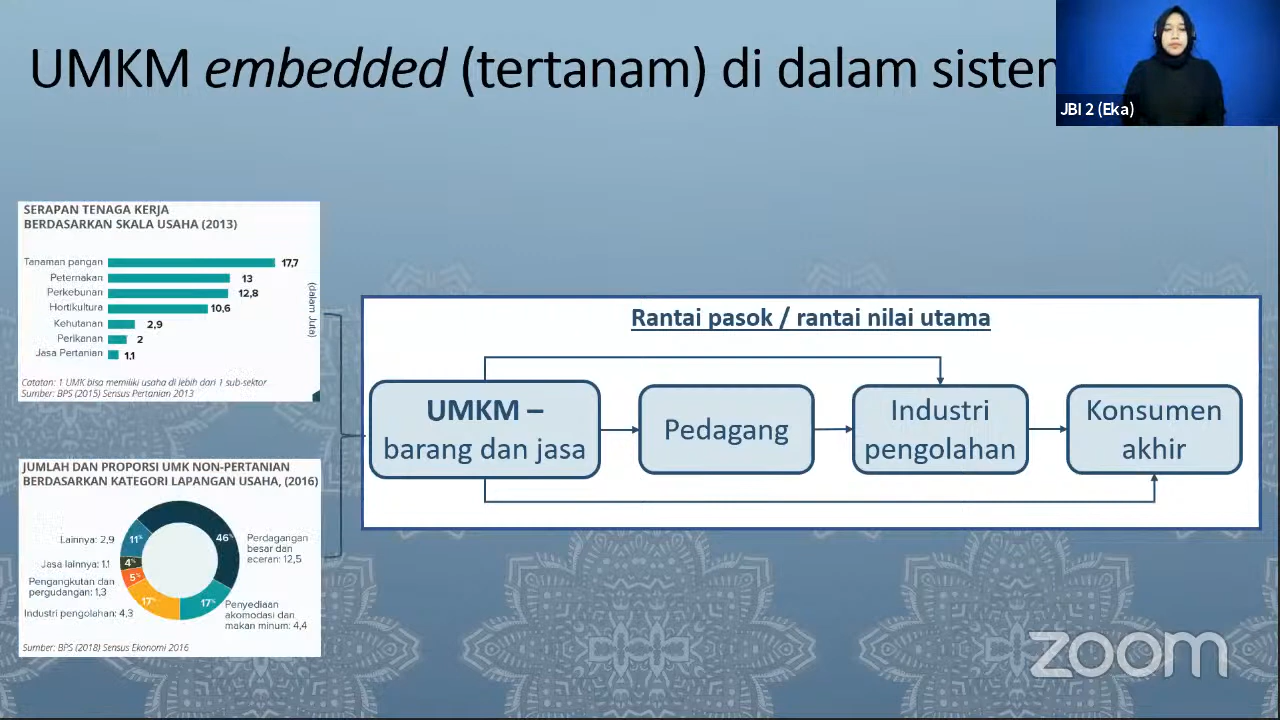 UMKM embedded (tertanam) di dalam sistem
JBI 2 (Eka)
SERAPAN TENAGA KERJA
BERDASARKAN SKALA USAHA (2013)
Tanaman pangan 17,7
Peternakan 13
Perkebunan 12,8
Hortikultura 10,6
Kehutanan 2,9
Perikanan 2
Jasa Pertanian 1,1
(dalam Juta)
Catatan: 1 UMK bisa memiliki usaha di lebih dari 1 sub-sektor
Sumber: BPS (2015) Sensus Pertanian 2013
JUMLAH DAN PROPORSI UMK NON-PERTANIAN
BERDASARKAN KATEGORI LAPANGAN USAHA, (2016)
Lainnya: 2,9
11%
46%
Perdagangan
besar dan
eceran: 12,5
Jasa lainnya: 1.1
4%
Pengangkutan dan
pergudangan: 1,3
5%
Industri pengolahan: 4,3
17%
17%
Penyediaan
akomodasi dan
makan minum: 4,4
Sumber: BPS (2018) Sensus Ekonomi 2016
Rantai pasok / rantai nilai utama
UMKM –
barang dan jasa
Pedagang
Industri
pengolahan
Konsumen
akhir
zoom